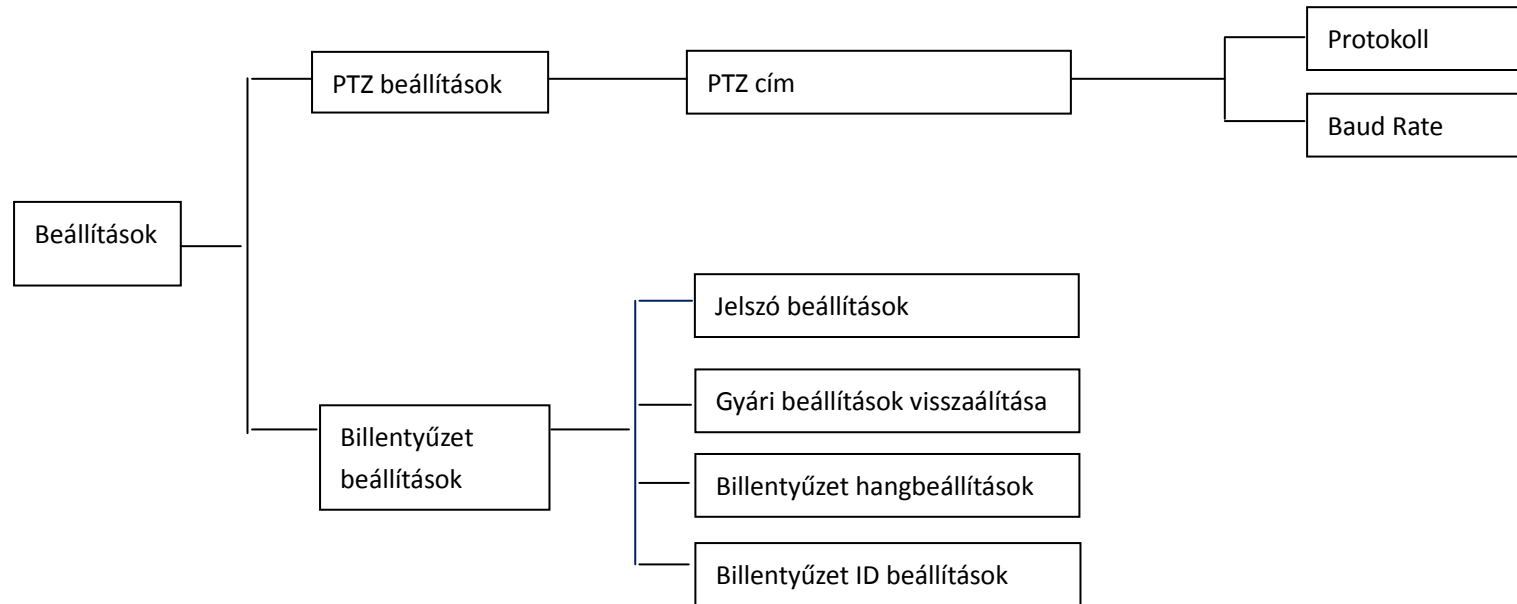 Protokoll
PTZ beállítások
PTZ cím
Baud Rate
Beállítások
Jelszó beállítások
Gyári beállítások visszaálítása
Billentyűzet
beállítások
Billentyűzet hangbeállítások
Billentyűzet ID beállítások